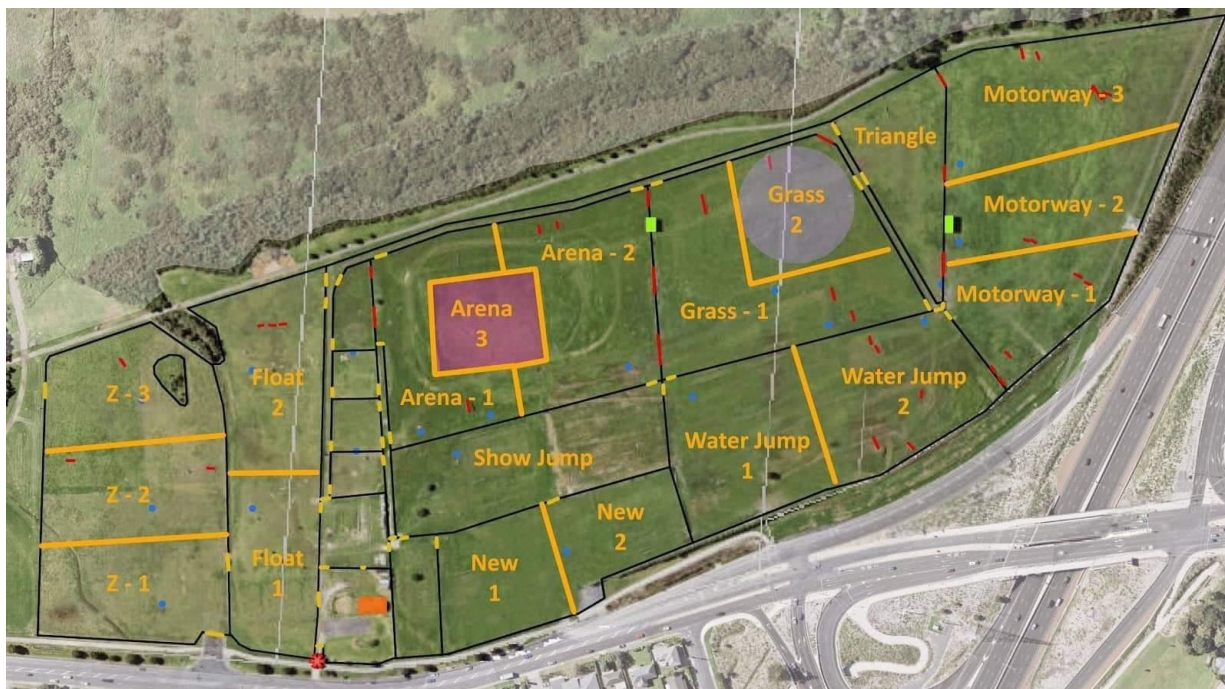 Motorway - 3
Triangle
Grass
2
Motorway - 2
Arena - 2
Motorway - 1
Arena
3
Grass - 1
Float
2
Z - 3
Arena - 1
Water Jump
2
Show Jump
Water Jump
1
Z - 2
New
2
Float
1
New
1
Z - 1